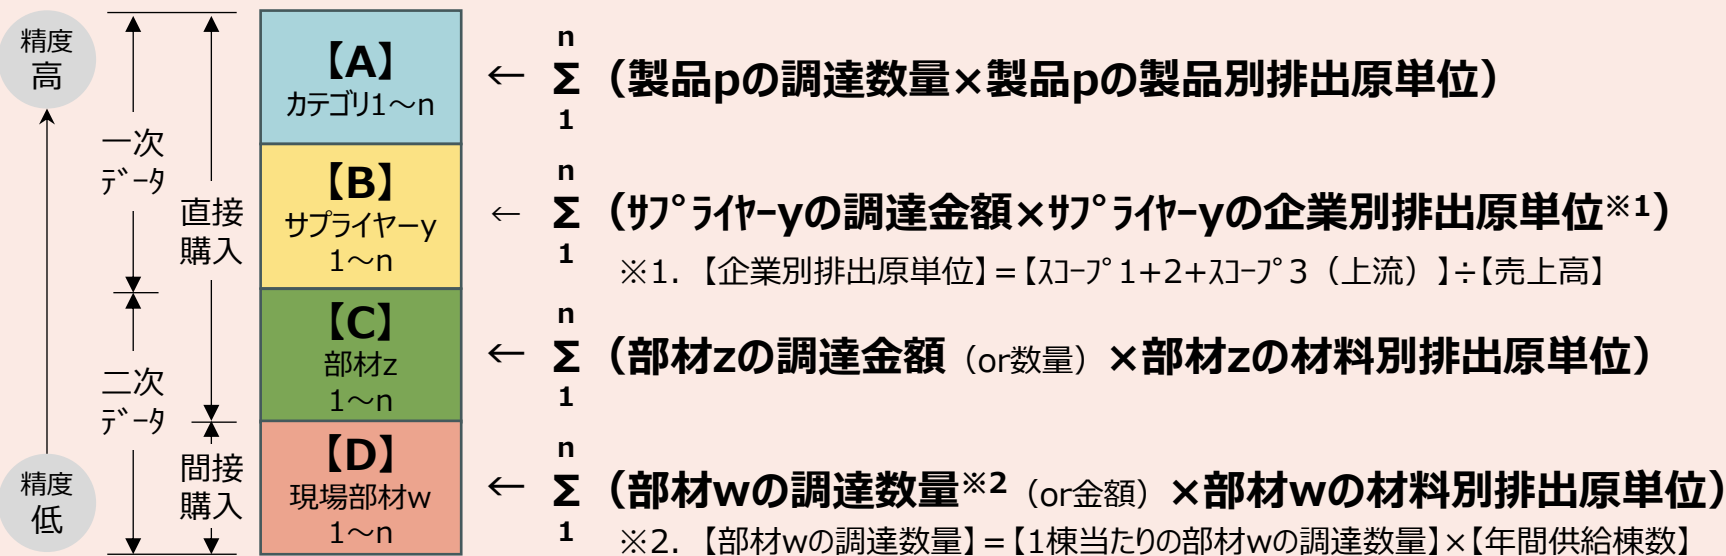 精度
高
精度
低
一次
ﾃﾞｰﾀ
二次
ﾃﾞｰﾀ
直接
購入
間接
購入
【A】
カテゴリ1～n
←
n
Σ（製品pの調達数量×製品pの製品別排出原単位）
1
【B】
サプライヤーy
1～n
←
n
Σ（ｻﾌﾟﾗｲﾔｰyの調達金額×ｻﾌﾟﾗｲﾔｰyの企業別排出原単位※1）
1
※1. 【企業別排出原単位】=【ｽｺｰﾌﾟ1+2+ｽｺｰﾌﾟ3（上流）】÷【売上高】
【C】
部材z
1～n
←
n
Σ（部材zの調達金額（or数量）×部材zの材料別排出原単位）
1
【D】
現場部材w
1～n
←
n
Σ（部材wの調達数量※2（or金額）×部材wの材料別排出原単位）
1
※2. 【部材wの調達数量】=【1棟当たりの部材wの調達数量】×【年間供給棟数】